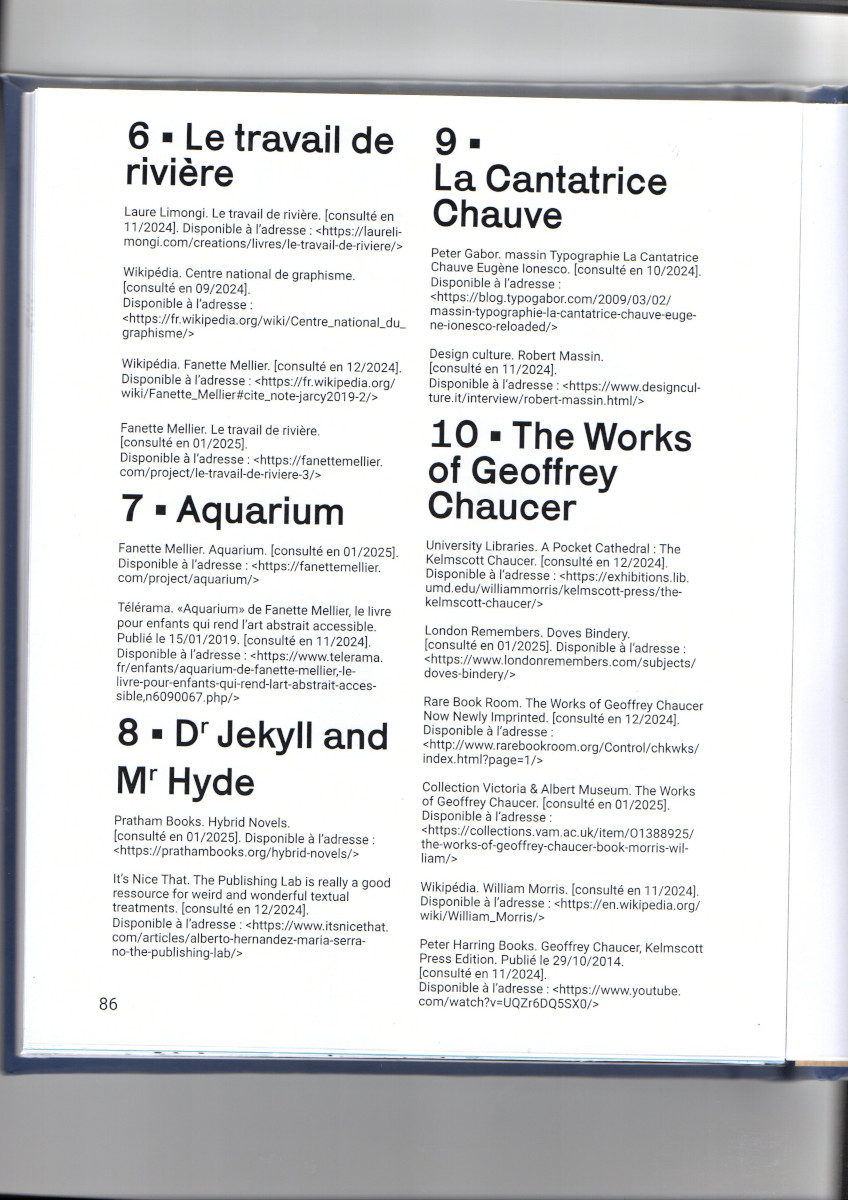 6 ▪ Le travail de
rivière
Laure Limongi. Le travail de rivière. [consulté en
11/2024]. Disponible à l'adresse : <https://laureli-
mongi.com/creations/livres/le-travail-de-riviere/>
Wikipédia. Centre national de graphisme.
[consulté en 09/2024].
Disponible à l'adresse :
<https://fr.wikipedia.org/wiki/Centre_national_du_
graphisme/>
Wikipédia. Fanette Mellier. [consulté en 12/2024].
Disponible à l'adresse : <https://fr.wikipedia.org/
wiki/Fanette_Mellier#cite_note-jarcy2019-2/>
Fanette Mellier. Le travail de rivière.
[consulté en 01/2025].
Disponible à l'adresse : <https://fanettemellier.
com/project/le-travail-de-riviere-3/>
7 ▪ Aquarium
Fanette Mellier. Aquarium. [consulté en 01/2025].
Disponible à l'adresse : <https://fanettemellier.
com/project/aquarium/>
Télérama. «Aquarium» de Fanette Mellier, le livre
pour enfants qui rend l'art abstrait accessible.
Publié le 15/01/2019. [consulté en 11/2024].
Disponible à l'adresse : <https://www.telerama.
fr/enfants/aquarium-de-fanette-mellier,-le-
livre-pour-enfants-qui-rend-lart-abstrait-acces-
sible,n6090067.php/>
8 ▪ Dr Jekyll and
Mr Hyde
Pratham Books. Hybrid Novels.
[consulté en 01/2025]. Disponible à l'adresse :
<https://prathambooks.org/hybrid-novels/>
It's Nice That. The Publishing Lab is really a good
ressource for weird and wonderful textual
treatments. [consulté en 12/2024].
Disponible à l'adresse : <https://www.itsnicethat.
com/articles/alberto-hernandez-maria-serra-
no-the-publishing-lab/>
86
9 ▪
La Cantatrice
Chauve
Peter Gabor. massin Typographie La Cantatrice
Chauve Eugène Ionesco. [consulté en 10/2024].
Disponible à l'adresse :
<https://blog.typogabor.com/2009/03/02/
massin-typographie-la-cantatrice-chauve-euge-
ne-ionesco-reloaded/>
Design culture. Robert Massin.
[consulté en 11/2024].
Disponible à l'adresse : <https://www.designcul-
ture.it/interview/robert-massin.html/>
10 ▪ The Works
of Geoffrey
Chaucer
University Libraries. A Pocket Cathedral : The
Kelmscott Chaucer. [consulté en 12/2024].
Disponible à l'adresse : <https://exhibitions.lib.
umd.edu/williammorris/kelmscott-press/the-
kelmscott-chaucer/>
London Remembers. Doves Bindery.
[consulté en 01/2025]. Disponible à l'adresse :
<https://www.londonremembers.com/subjects/
doves-bindery/>
Rare Book Room. The Works of Geoffrey Chaucer
Now Newly Imprinted. [consulté en 12/2024].
Disponible à l'adresse :
<http://www.rarebookroom.org/Control/chkwks/
index.html?page=1/>
Collection Victoria & Albert Museum. The Works
of Geoffrey Chaucer. [consulté en 01/2025].
Disponible à l'adresse :
<https://collections.vam.ac.uk/item/O1388925/
the-works-of-geoffrey-chaucer-book-morris-wil-
liam/>
Wikipédia. William Morris. [consulté en 11/2024].
Disponible à l'adresse : <https://en.wikipedia.org/
wiki/William_Morris/>
Peter Harring Books. Geoffrey Chaucer, Kelmscott
Press Edition. Publié le 29/10/2014.
[consulté en 11/2024].
Disponible à l'adresse : <https://www.youtube.
com/watch?v=UQZr6DQ5SX0/>